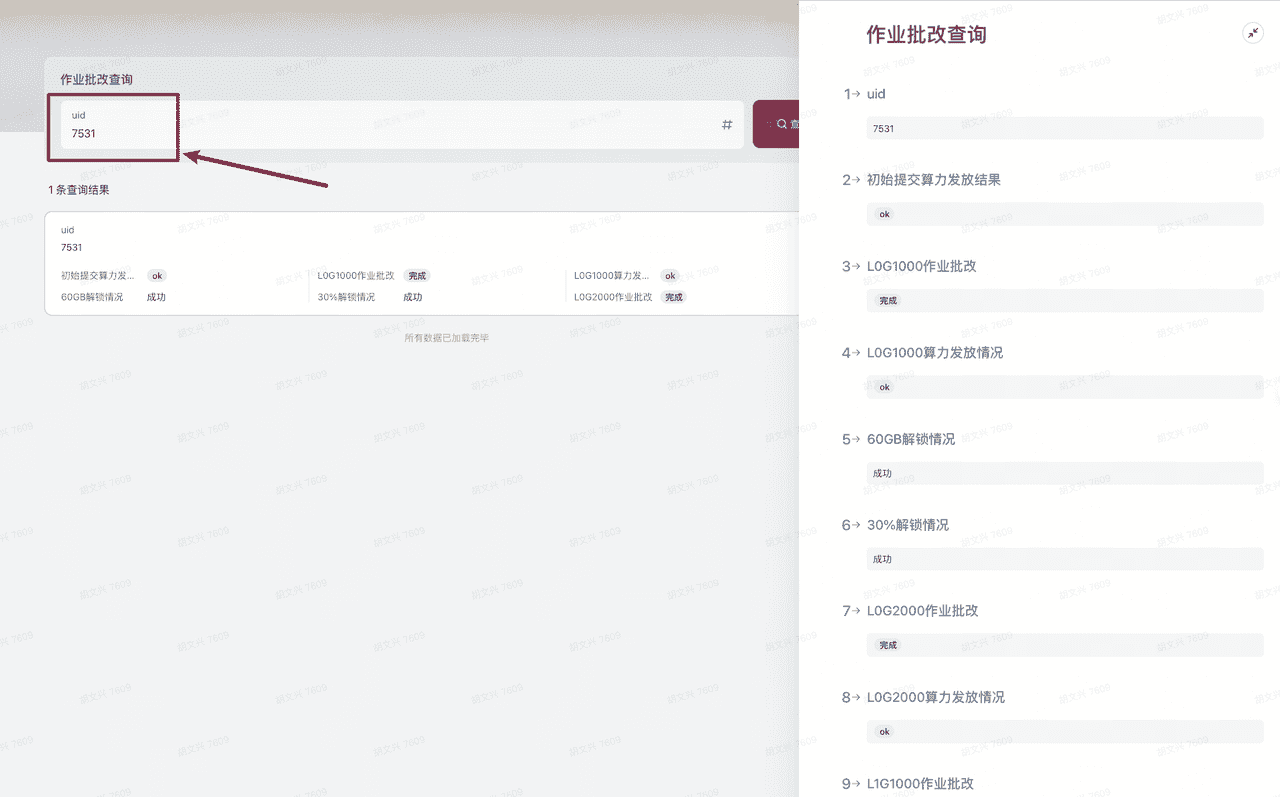 作业批改查询
uid
7531
#
查
1 条查询结果
uid
7531
初始提交算力发... ok
L0G1000作业批改 完成
L0G1000算力发... ok
60GB解锁情况 成功
30%解锁情况 成功
L0G2000作业批改 完成
所有数据已加载完毕
作业批改查询
1→ uid
7531
2→ 初始提交算力发放结果
ok
3→ L0G1000作业批改
完成
4→ L0G1000算力发放情况
ok
5→ 60GB解锁情况
成功
6→ 30%解锁情况
成功
7→ L0G2000作业批改
完成
8→ L0G2000算力发放情况
ok
9→ L1G1000作业批改
胡文兴 7609